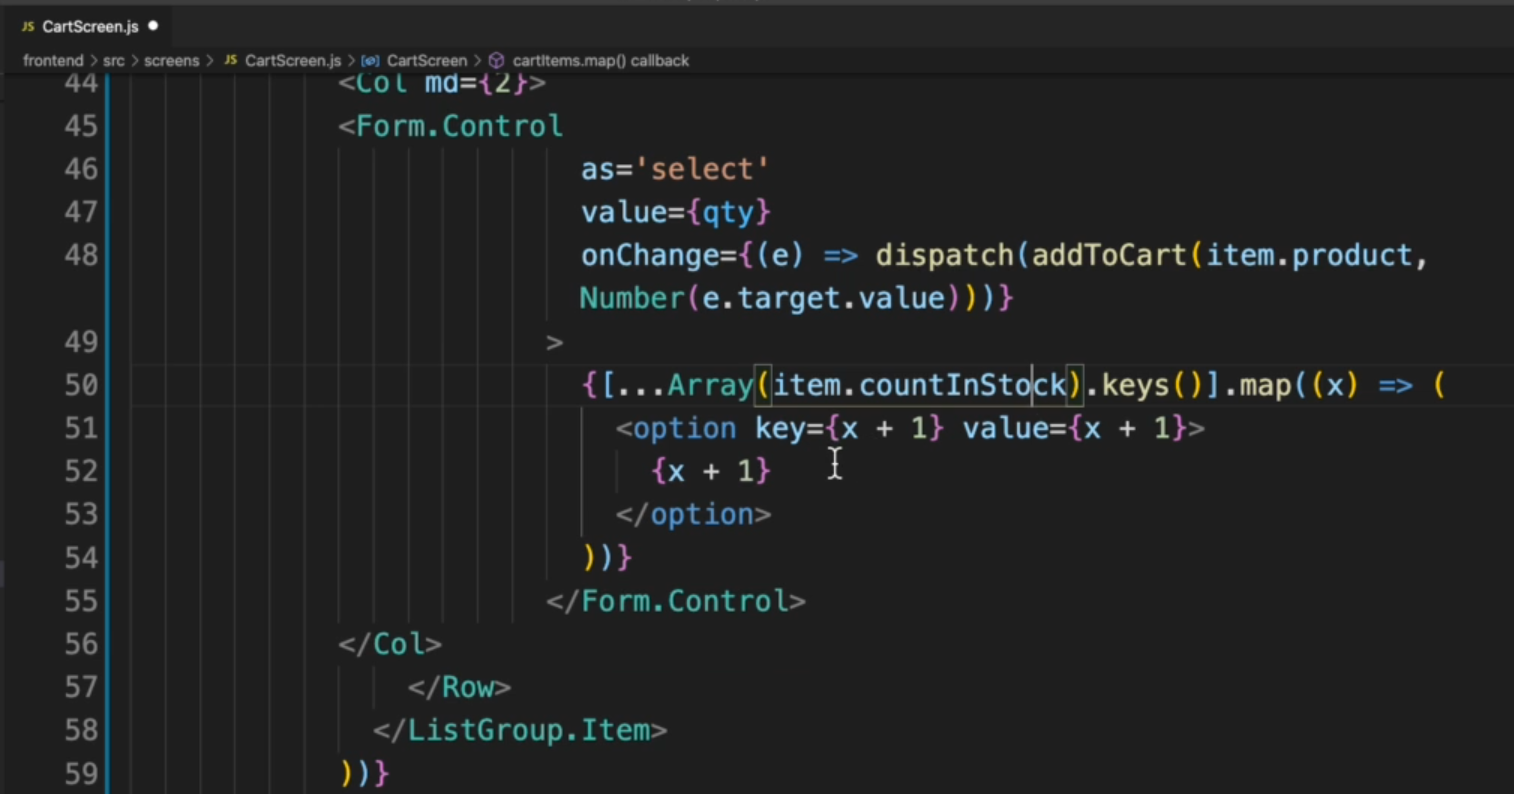 JS CartScreen.js
frontend > src > screens > JS CartScreen.js > CartScreen > cartItems.map() callback
44 <Col md={2}>
45 <Form.Control
46 as='select'
47 value={qty}
48 onChange={(e) => dispatch(addToCart(item.product,
Number(e.target.value)))}
49 >
50 {[...Array(item.countInStock).keys()].map((x) => (
51 <option key={x + 1} value={x + 1}>
52 {x + 1}
53 </option>
54 ))}
55 </Form.Control>
56 </Col>
57 </Row>
58 </ListGroup.Item>
59 ))}